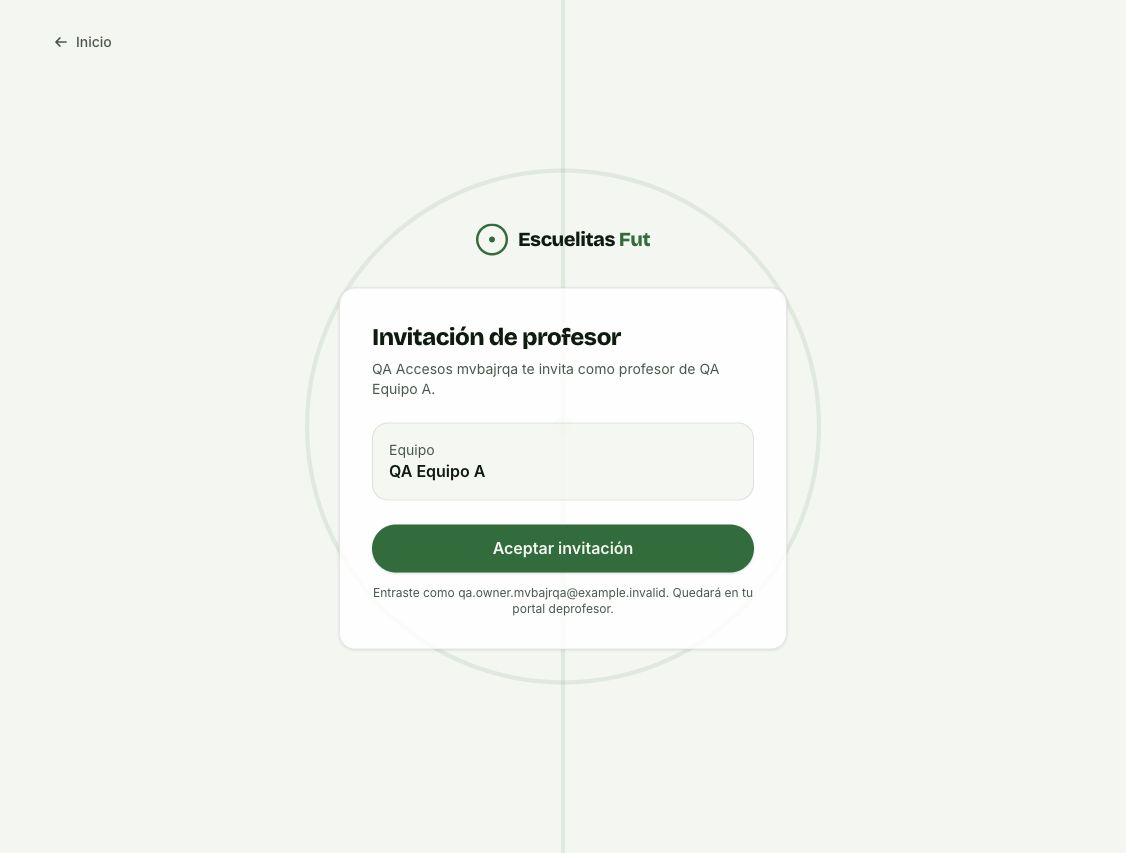 Inicio
Escuelitas Fut
Invitación de profesor
QA Accesos mvbajrqa te invita como profesor de QA
Equipo A.
Equipo
QA Equipo A
Aceptar invitación
Entraste como qa.owner.mvbajrqa@example.invalid. Quedará en tu
portal deprofesor.